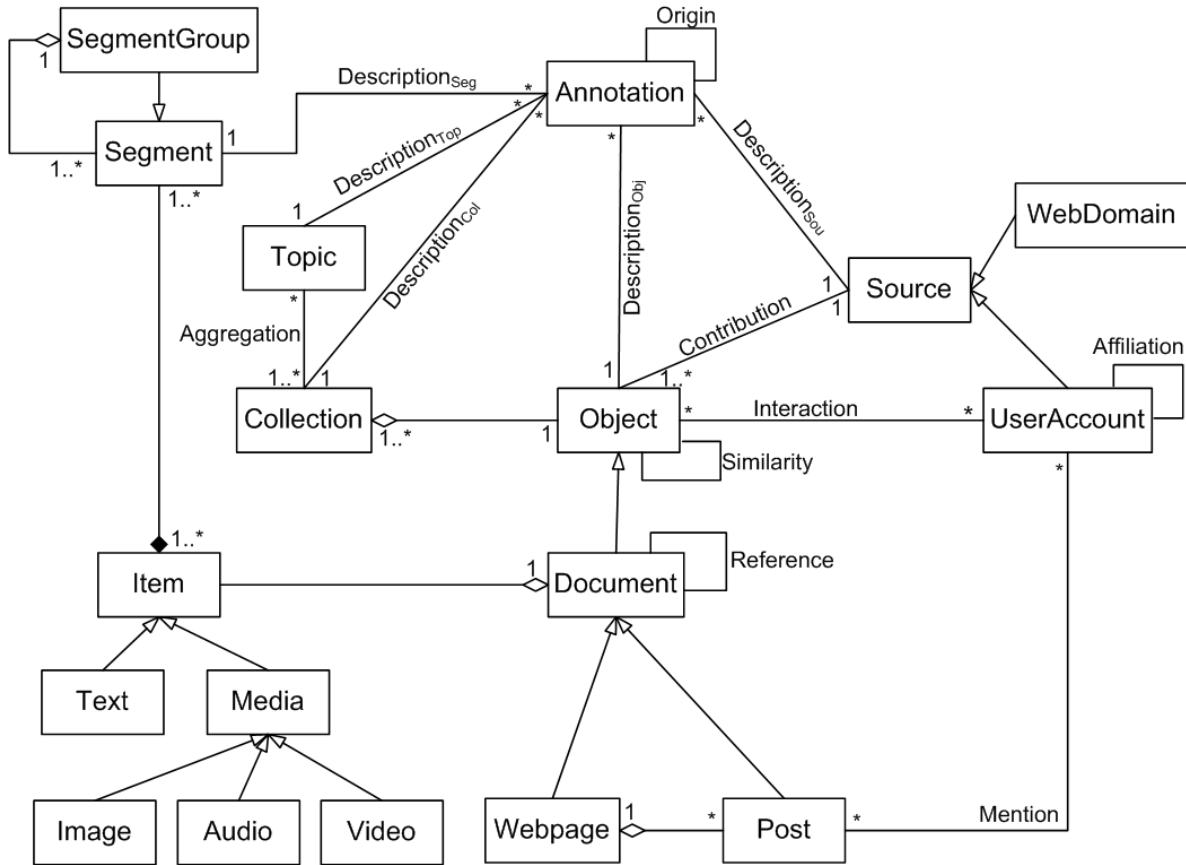 Origin
SegmentGroup
1
Description_Seg
*
Annotation
*
*
*
*
1
Segment
1..*
1..*
Description_Top
Description_Col
Description_Obj
Description_Sou
WebDomain
1
Topic
*
Source
1
1
Aggregation
Contribution
Affiliation
1..*
1
1
1..*
Collection
1..*
1
Object
*
Interaction
*
UserAccount
Similarity
*
1..*
Item
1
Document
Reference
Text
Media
Image
Audio
Video
Webpage
1
*
Post
*
Mention